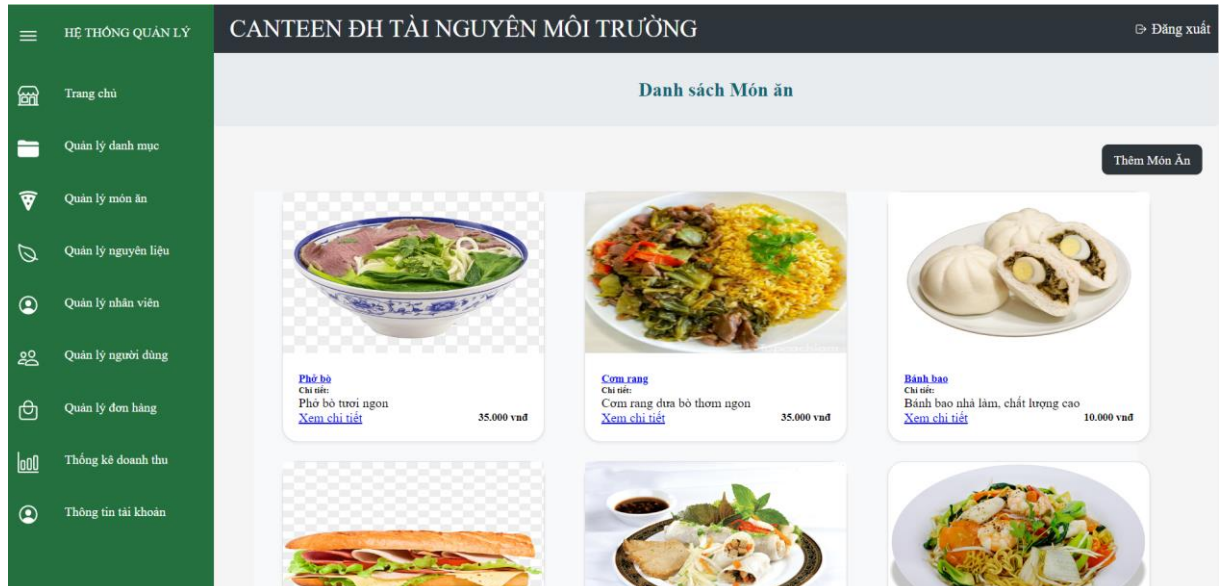 HỆ THỐNG QUẢN LÝ
CANTEEN ĐH TÀI NGUYÊN MÔI TRƯỜNG
Đăng xuất
Trang chủ
Quản lý danh mục
Quản lý món ăn
Quản lý nguyên liệu
Quản lý nhân viên
Quản lý người dùng
Quản lý đơn hàng
Thống kê doanh thu
Thông tin tài khoản
Danh sách Món ăn
Thêm Món Ăn
Phở bò
Chi tiết:
Phở bò tươi ngon
Xem chi tiết 35.000 vnđ
Cơm rang
Chi tiết:
Cơm rang dưa bò thơm ngon
Xem chi tiết 35.000 vnđ
Bánh bao
Chi tiết:
Bánh bao nhà làm, chất lượng cao
Xem chi tiết 10.000 vnđ